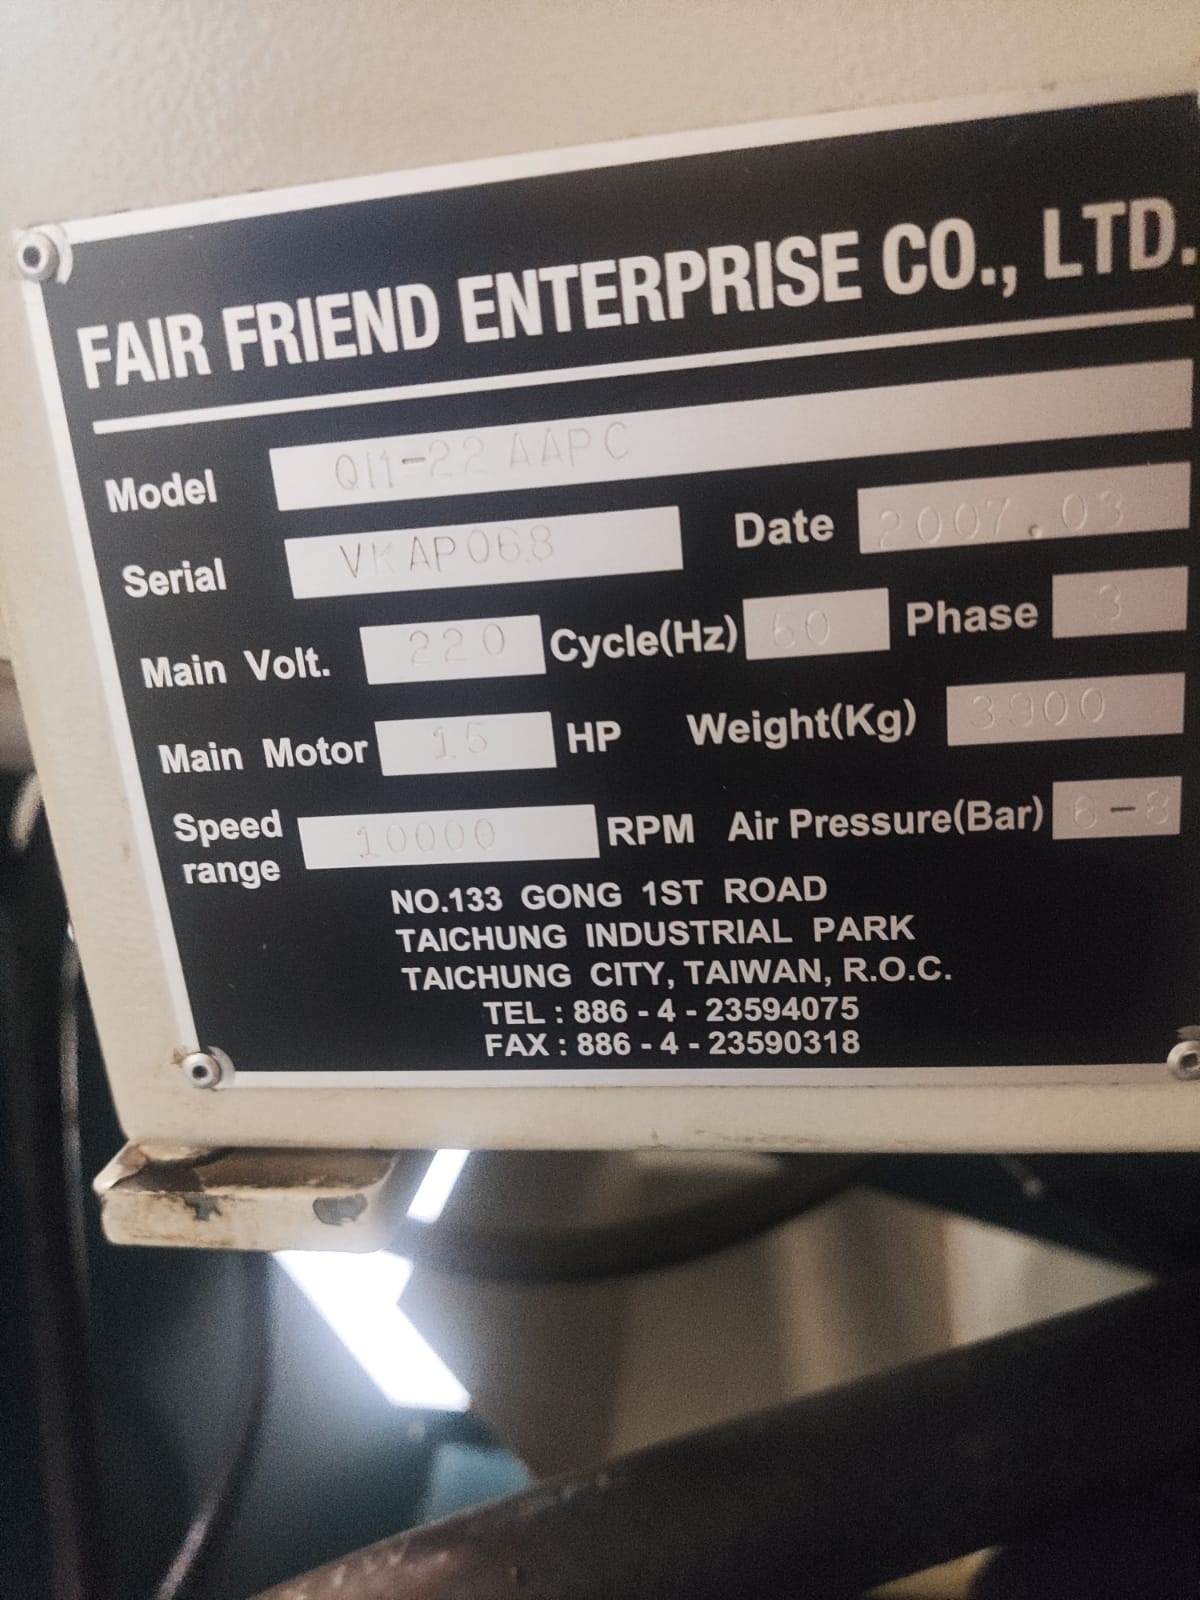 FAIR FRIEND ENTERPRISE CO., LTD.
Model QM-22 AAPC
Serial VKAP068 Date 2007.03
Main Volt. 220 Cycle(Hz) Phase 3
Main Motor 15 HP Weight(Kg) 3900
Speed range 10000 RPM Air Pressure(Bar) 6-8
NO.133 GONG 1ST ROAD
TAICHUNG INDUSTRIAL PARK
TAICHUNG CITY, TAIWAN, R.O.C.
TEL : 886 - 4 - 23594075
FAX : 886 - 4 - 23590318